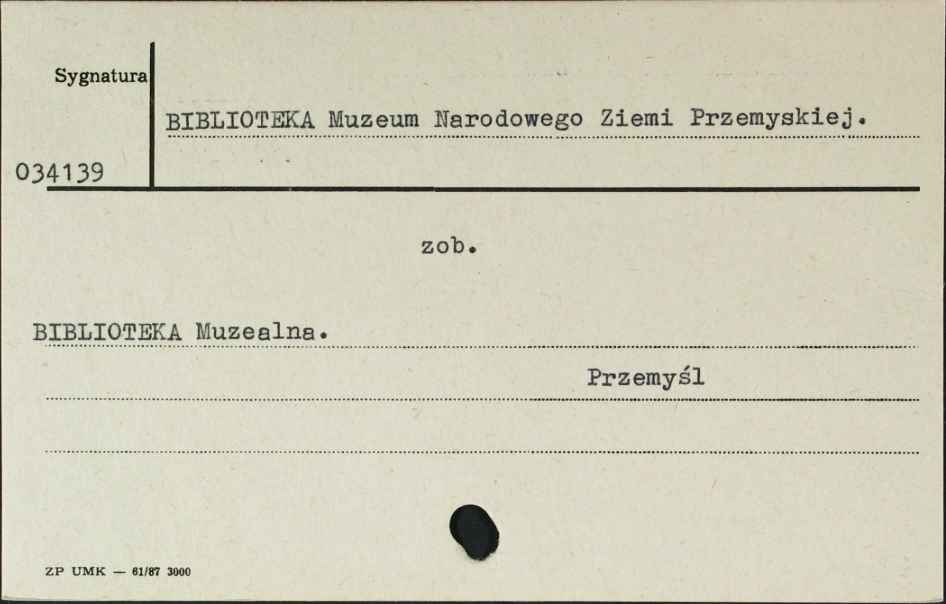 Sygnatura
BIBLIOTEKA Muzeum Narodowego Ziemi Przemyskiej.
034139
zob.
BIBLIOTEKA Muzealna.
Przemyśl
ZP UMK — 61/87 3000